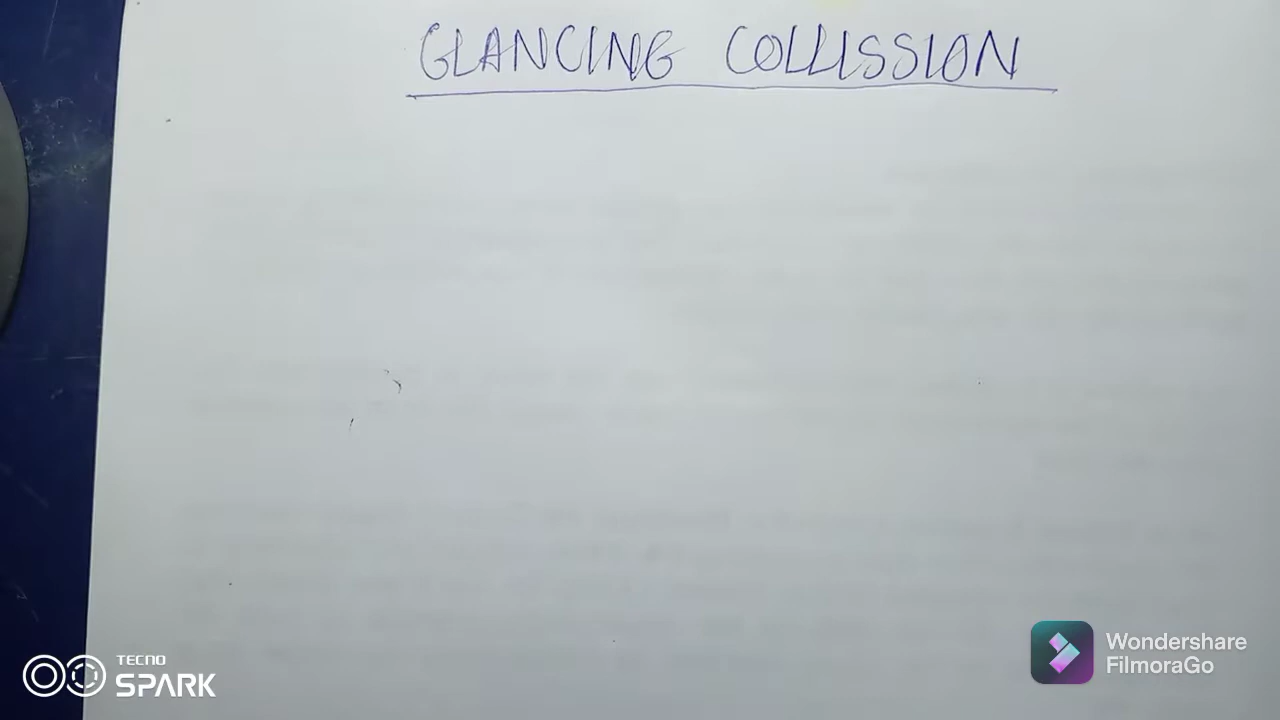 GLANCING COLLISSION
TECNO
SPARK
Wondershare
FilmoraGo